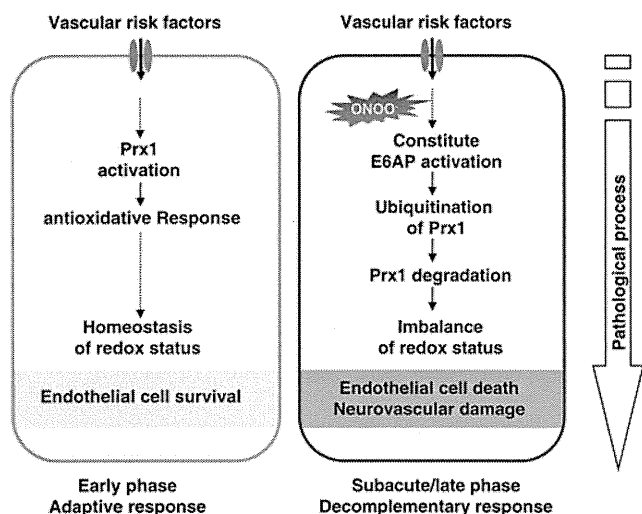 Vascular risk factors
Prx1
activation
antioxidative Response
Homeostasis
of redox status
Endothelial cell survival
Early phase
Adaptive response
Vascular risk factors
ONOO
Constitute
E6AP activation
Ubiquitination
of Prx1
Prx1 degradation
Imbalance
of redox status
Endothelial cell death
Neurovascular damage
Subacute/late phase
Decomplementary response
Pathological process